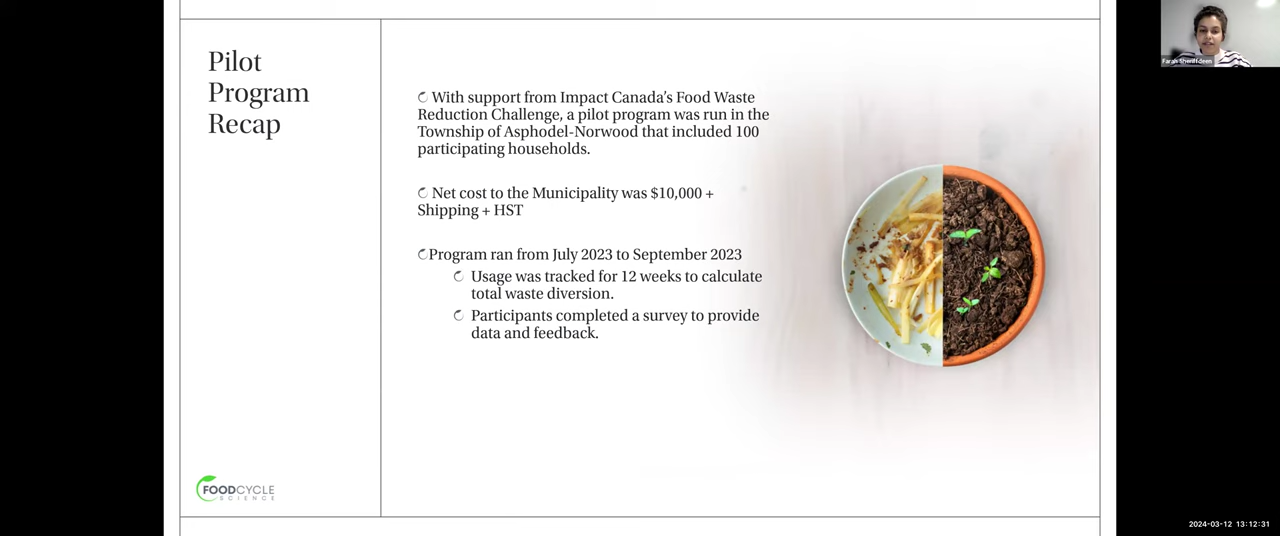 Pilot
Program
Recap
With support from Impact Canada's Food Waste
Reduction Challenge, a pilot program was run in the
Township of Asphodel-Norwood that included 100
participating households.
Net cost to the Municipality was $10,000 +
Shipping + HST
Program ran from July 2023 to September 2023
Usage was tracked for 12 weeks to calculate
total waste diversion.
Participants completed a survey to provide
data and feedback.
FOODCYCLE
SCIENCE
Farah Sheriffdeen
2024-03-12 13:12:31